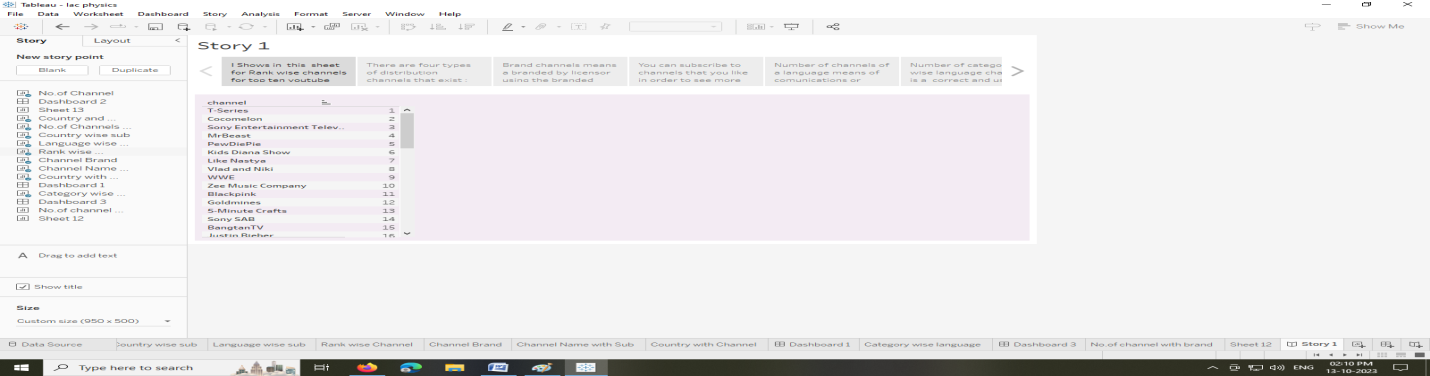 Tableau - lac physics
File Data Worksheet Dashboard Story Analysis Format Server Window Help
Show Me
Story Layout <
New story point
Blank Duplicate
No.of Channel
Dashboard 2
Sheet 13
Country and ...
No.of Channels ...
Country wise sub
Language wise ...
Rank wise ...
Channel Brand
Channel Name ...
Country with ...
Dashboard 1
Category wise ...
Dashboard 3
No.of channel ...
Sheet 12
A Drag to add text
Show title
Size
Custom size (950 x 500)
Story 1
I Shows in this sheet
for Rank wise channels
for too ten youtube
There are four types
of distribution
channels that exist :
Brand channels means
a branded by licensor
using the branded
You can subscribe to
channels that you like
in order to see more
Number of channels of
a language means of
comunications or
Number of catego
wise language cha
is a correct and us
channel
T-Series 1
Cocomelon 2
Sony Entertainment Telev.. 3
MrBeast 4
PewDiePie 5
Kids Diana Show 6
Like Nastya 7
Vlad and Niki 8
WWE 9
Zee Music Company 10
Blackpink 11
Goldmines 12
5-Minute Crafts 13
Sony SAB 14
BangtanTV 15
Justin Bieber 16
Data Source Country wise sub Language wise sub Rank wise Channel Channel Brand Channel Name with Sub Country with Channel Dashboard 1 Category wise language Dashboard 3 No.of channel with brand Sheet 12 Story 1
Type here to search
ENG
02:10 PM
13-10-2023